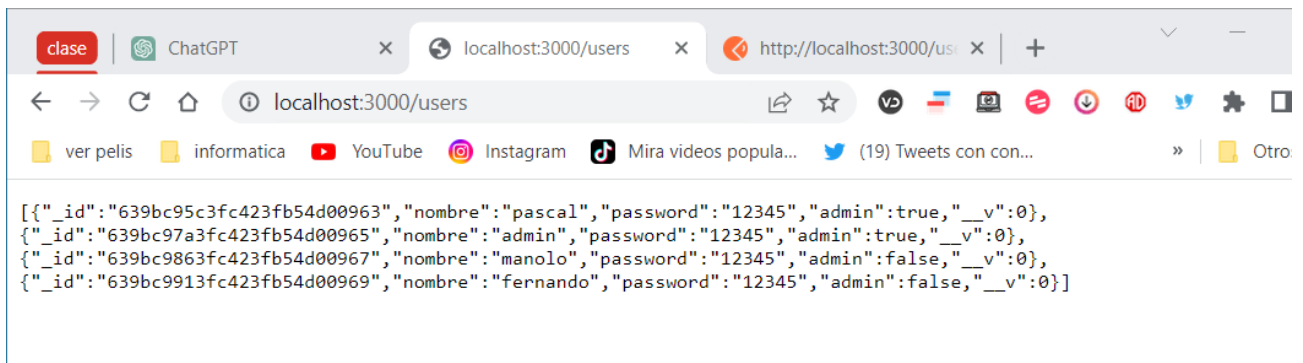 clase ChatGPT localhost:3000/users http://localhost:3000/use
localhost:3000/users
ver pelis informatica YouTube Instagram Mira videos popula... (19) Tweets con con... » Otros
[{"_id":"639bc95c3fc423fb54d00963","nombre":"pascal","password":"12345","admin":true,"__v":0},
{"_id":"639bc97a3fc423fb54d00965","nombre":"admin","password":"12345","admin":true,"__v":0},
{"_id":"639bc9863fc423fb54d00967","nombre":"manolo","password":"12345","admin":false,"__v":0},
{"_id":"639bc9913fc423fb54d00969","nombre":"fernando","password":"12345","admin":false,"__v":0}]